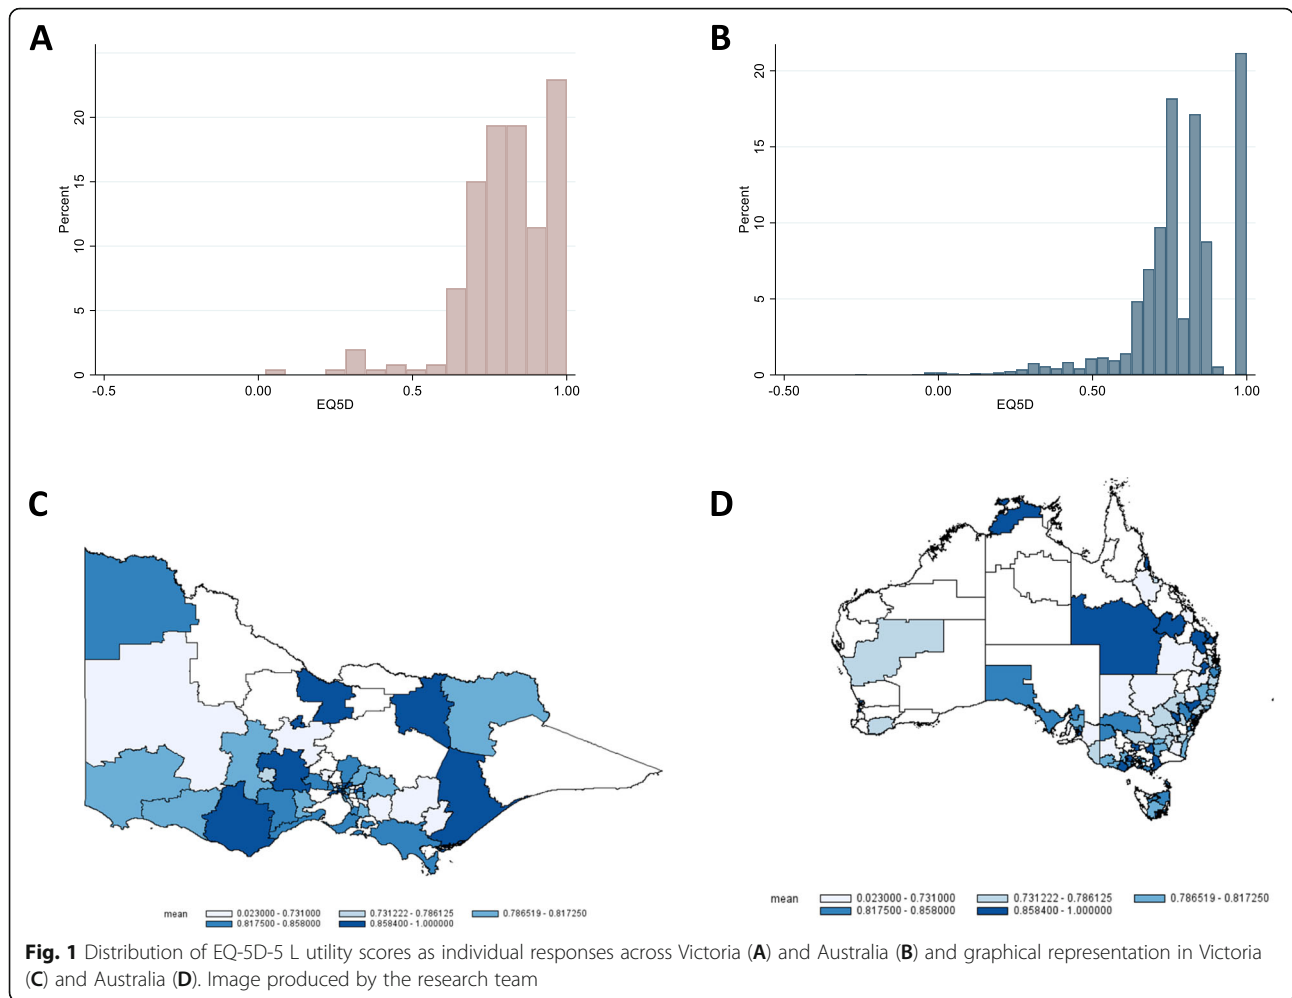 A
B
Percent
20
15
10
5
0
-0.5
0.00
0.5
1.00
EQ5D
Percent
20
15
10
5
0
-0.50
0.00
0.50
1.00
EQ5D
C
D
mean
0.023000 - 0.731000
0.731222 - 0.786125
0.786519 - 0.817250
0.817500 - 0.858000
0.858400 - 1.000000
mean
0.023000 - 0.731000
0.731222 - 0.786125
0.786519 - 0.817250
0.817500 - 0.858000
0.858400 - 1.000000
Fig. 1 Distribution of EQ-5D-5 L utility scores as individual responses across Victoria (A) and Australia (B) and graphical representation in Victoria
(C) and Australia (D). Image produced by the research team